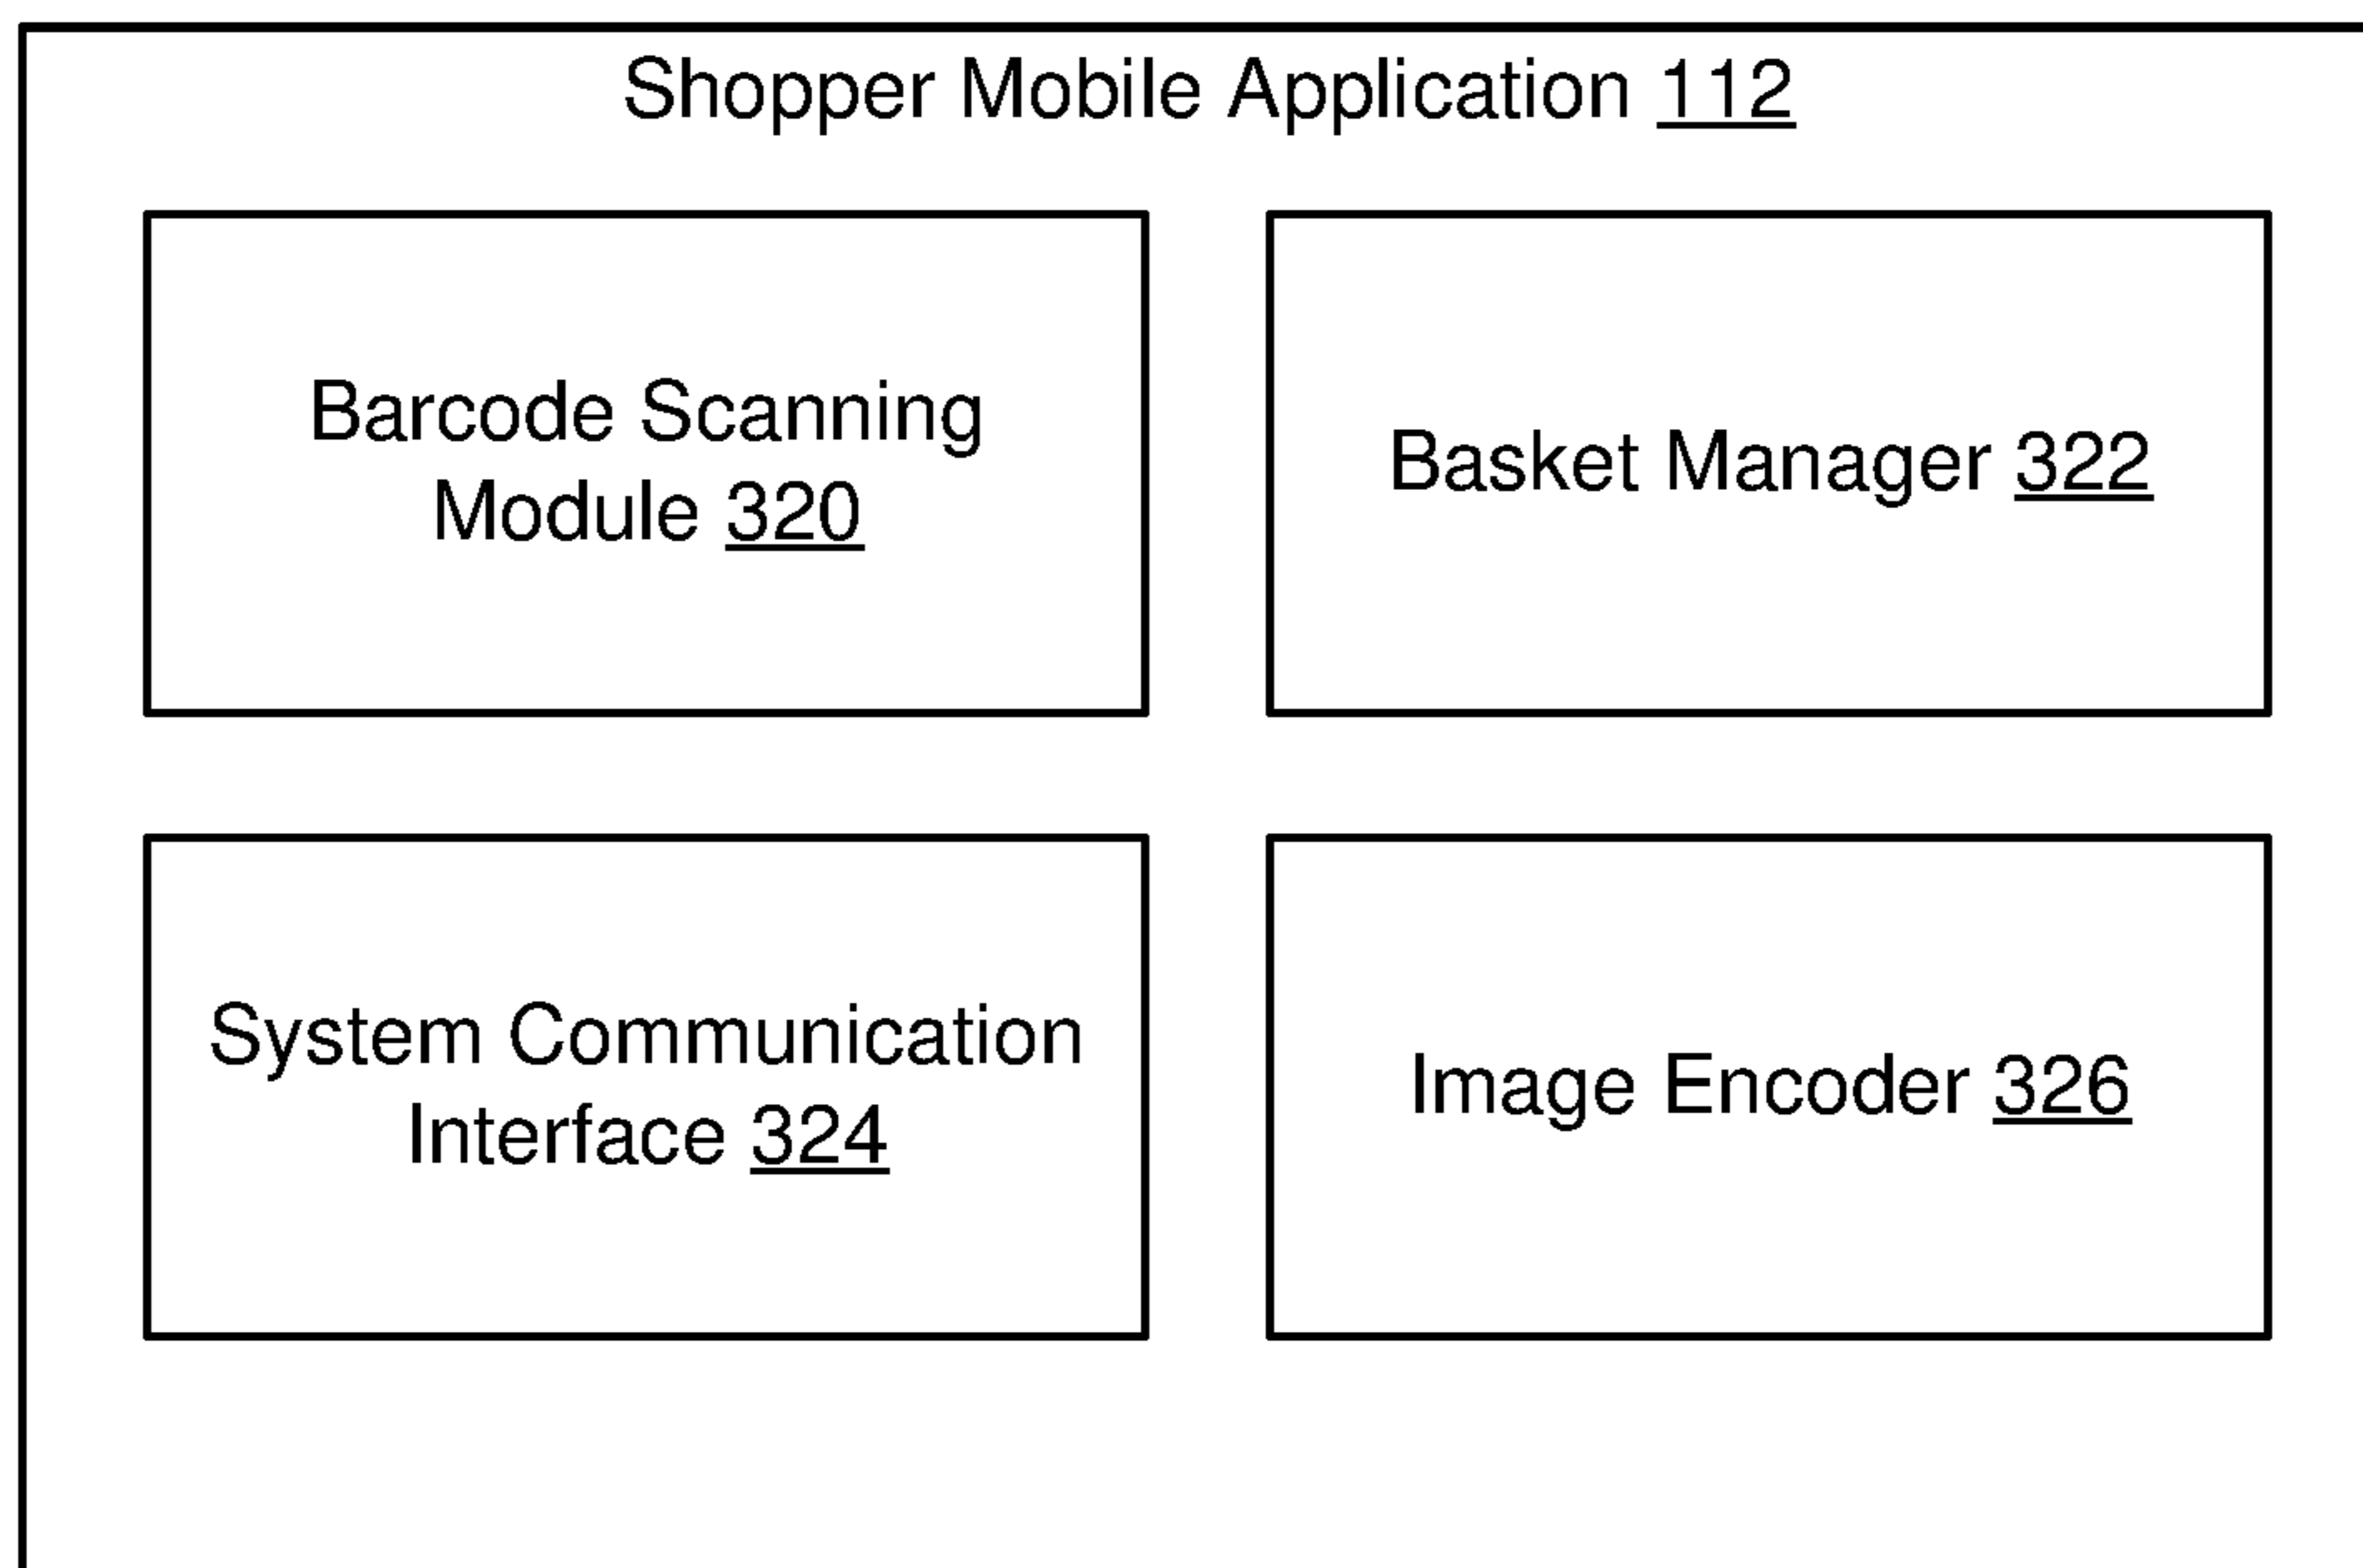 Shopper Mobile Application 112
Barcode Scanning
Module 320
Basket Manager 322
System Communication
Interface 324
Image Encoder 326